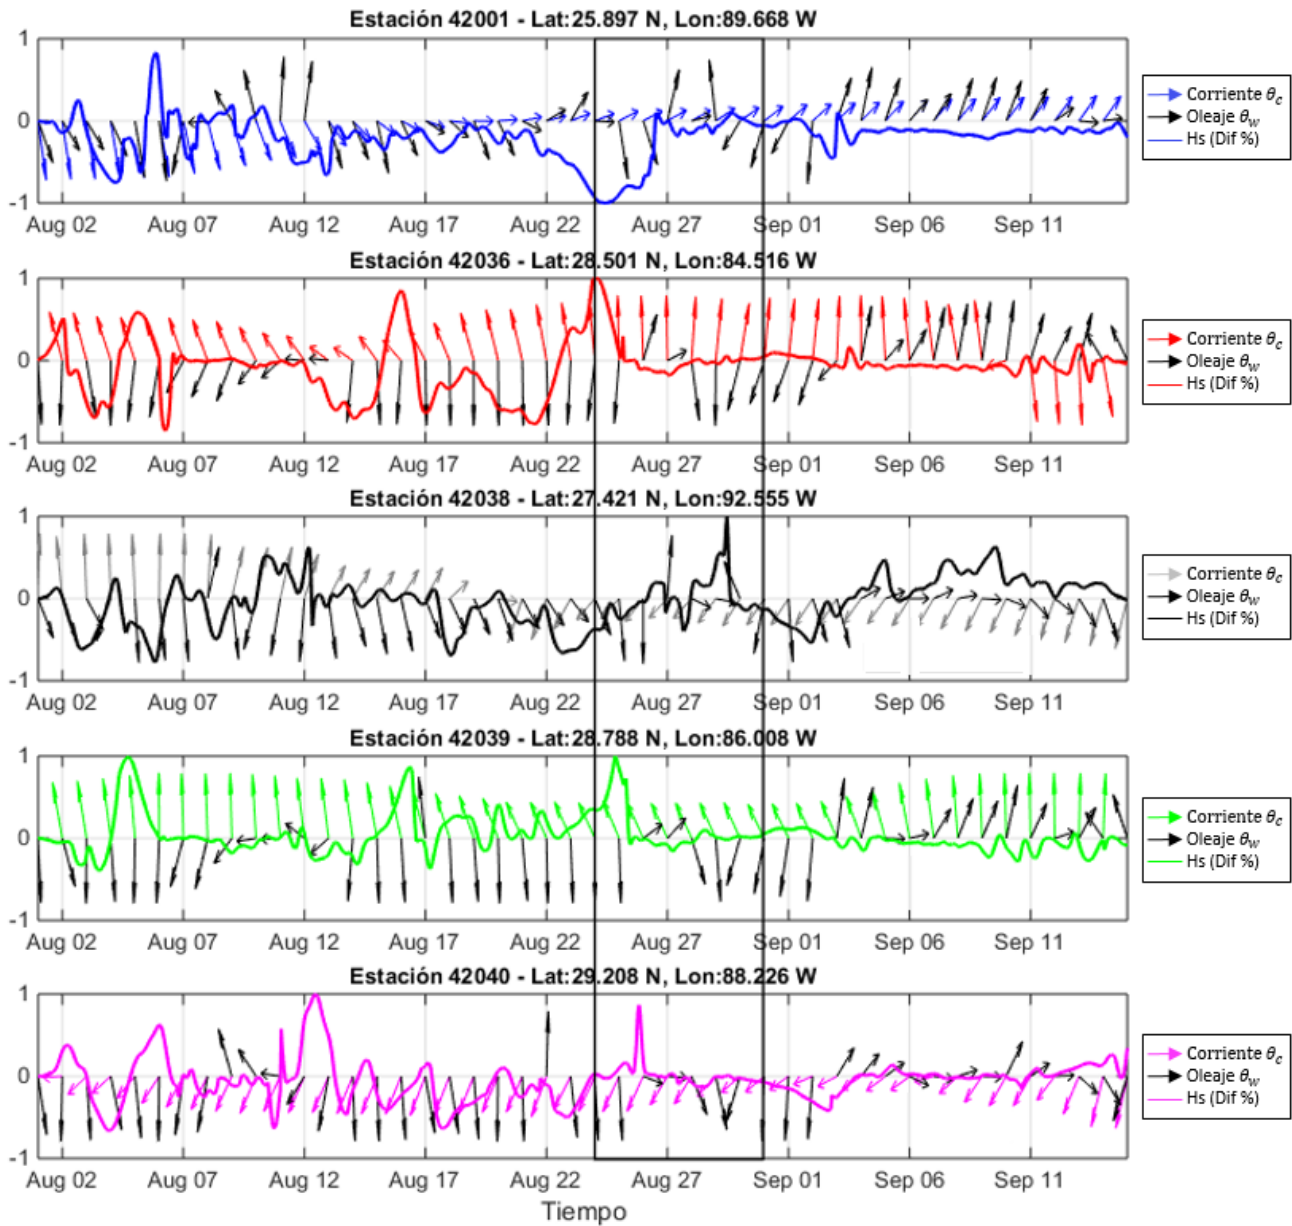 Estación 42001 - Lat:25.897 N, Lon:89.668 W
1
0
-1
Aug 02 Aug 07 Aug 12 Aug 17 Aug 22 Aug 27 Sep 01 Sep 06 Sep 11
Corriente θc
Oleaje θw
Hs (Dif %)
Estación 42036 - Lat:28.501 N, Lon:84.516 W
1
0
-1
Aug 02 Aug 07 Aug 12 Aug 17 Aug 22 Aug 27 Sep 01 Sep 06 Sep 11
Corriente θc
Oleaje θw
Hs (Dif %)
Estación 42038 - Lat:27.421 N, Lon:92.555 W
1
0
-1
Aug 02 Aug 07 Aug 12 Aug 17 Aug 22 Aug 27 Sep 01 Sep 06 Sep 11
Corriente θc
Oleaje θw
Hs (Dif %)
Estación 42039 - Lat:28.788 N, Lon:86.008 W
1
0
-1
Aug 02 Aug 07 Aug 12 Aug 17 Aug 22 Aug 27 Sep 01 Sep 06 Sep 11
Corriente θc
Oleaje θw
Hs (Dif %)
Estación 42040 - Lat:29.208 N, Lon:88.226 W
1
0
-1
Aug 02 Aug 07 Aug 12 Aug 17 Aug 22 Aug 27 Sep 01 Sep 06 Sep 11
Corriente θc
Oleaje θw
Hs (Dif %)
Tiempo